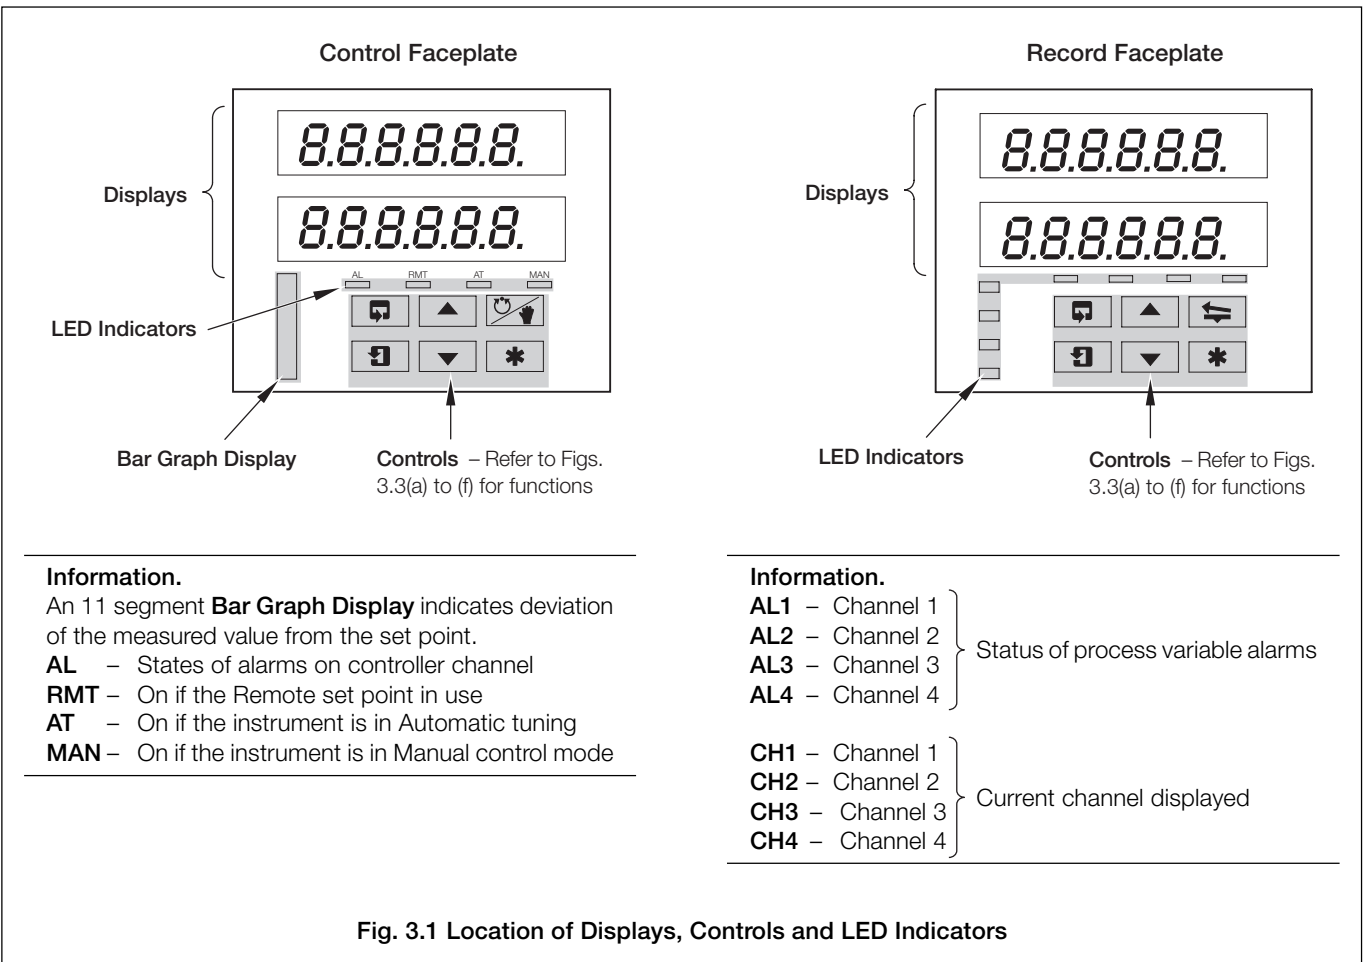 Control Faceplate
8.8.8.8.8.8.
8.8.8.8.8.8.
Displays
AL RMT AT MAN
LED Indicators
Bar Graph Display
Controls – Refer to Figs.
3.3(a) to (f) for functions
Information.
An 11 segment Bar Graph Display indicates deviation
of the measured value from the set point.
AL – States of alarms on controller channel
RMT – On if the Remote set point in use
AT – On if the instrument is in Automatic tuning
MAN – On if the instrument is in Manual control mode
Record Faceplate
8.8.8.8.8.8.
8.8.8.8.8.8.
Displays
LED Indicators
Controls – Refer to Figs.
3.3(a) to (f) for functions
Information.
AL1 – Channel 1
AL2 – Channel 2
AL3 – Channel 3
AL4 – Channel 4
Status of process variable alarms
CH1 – Channel 1
CH2 – Channel 2
CH3 – Channel 3
CH4 – Channel 4
Current channel displayed
Fig. 3.1 Location of Displays, Controls and LED Indicators